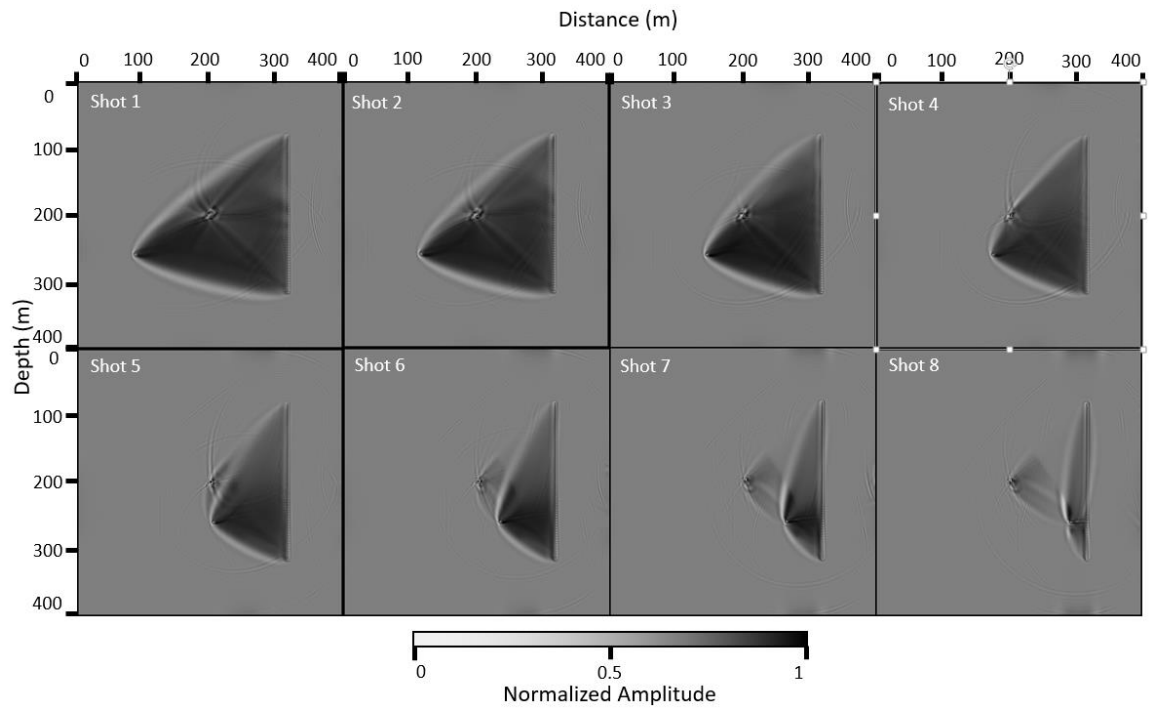 Distance (m)
0 100 200 300 400 0 100 200 300 400 0 100 200 300 400 0 100 200 300 400
0 Shot 1 Shot 2 Shot 3 Shot 4
100
200
300
400
Depth (m)
0 Shot 5 Shot 6 Shot 7 Shot 8
100
200
300
400
0 0.5 1
Normalized Amplitude